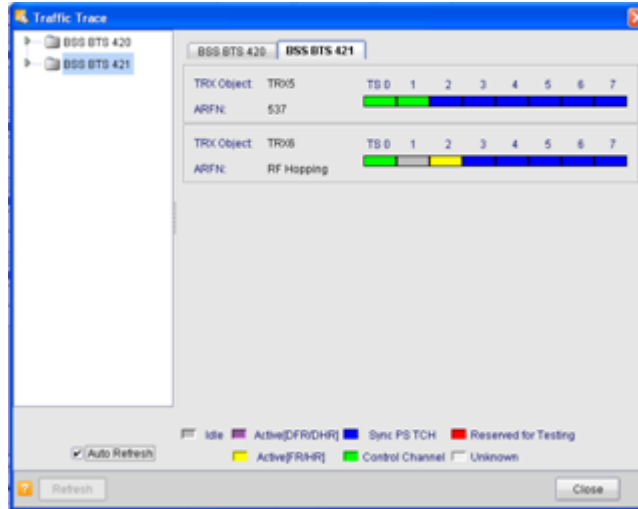 Traffic Trace
BSS BTS 420
BSS BTS 421
BSS BTS 420 BSS BTS 421
TRX Object: TRX5 TS 0 1 2 3 4 5 6 7
ARFN: 537
TRX Object: TRX6 TS 0 1 2 3 4 5 6 7
ARFN: RF Hopping
Idle Active[DFR/DHR] Sync PS TCH Reserved for Testing
Active[FR/HR] Control Channel Unknown
Auto Refresh
? Refresh Close